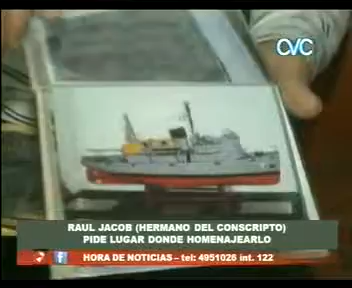 CVC
RAUL JACOB (HERMANO DEL CONSCRIPTO)
PIDE LUGAR DONDE HOMENAJEARLO
HORA DE NOTICIAS – tel: 4951026 int. 122